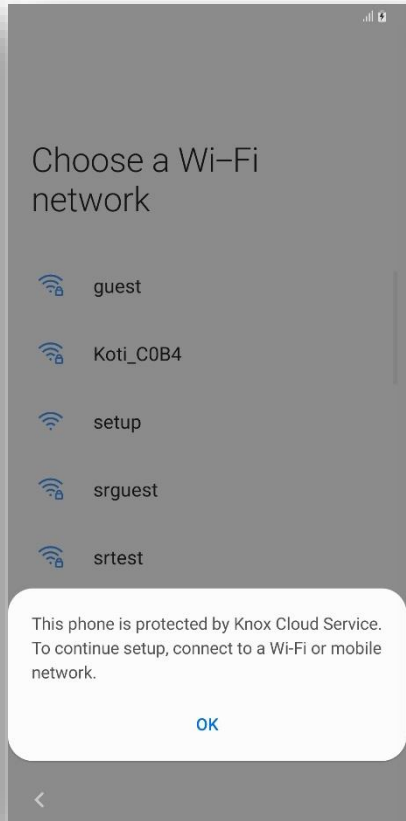 Choose a Wi-Fi
network
guest
Koti_C0B4
setup
srguest
srtest
This phone is protected by Knox Cloud Service.
To continue setup, connect to a Wi-Fi or mobile
network.
OK